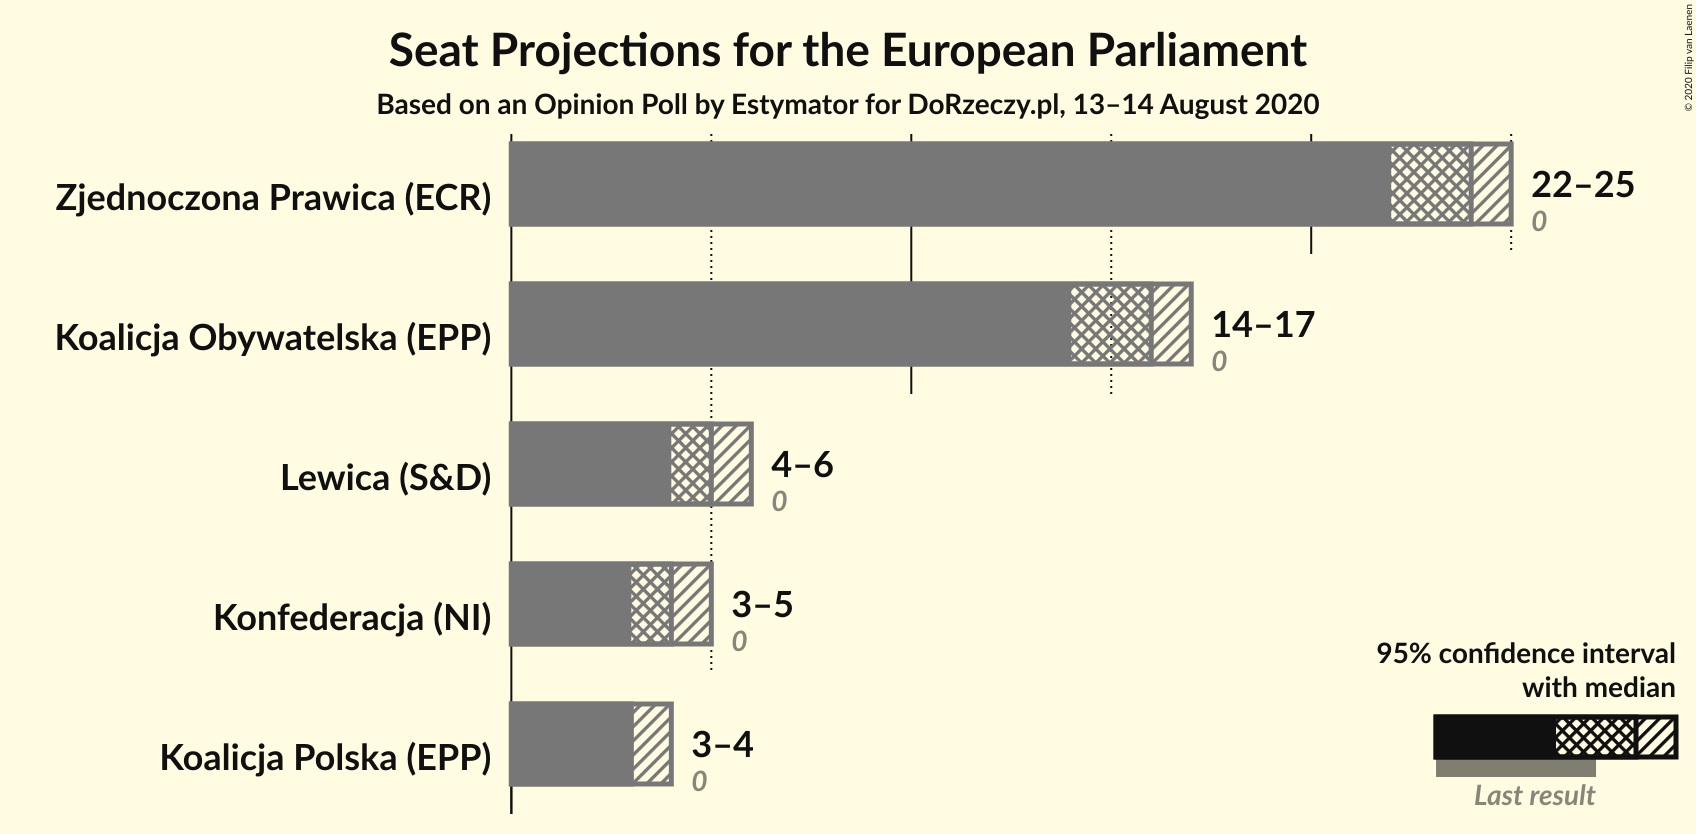 Seat Projections for the European Parliament
Based on an Opinion Poll by Estymator for DoRzeczy.pl, 13–14 August 2020
© 2020 Filip van Laenen
Zjednoczona Prawica (ECR)
22–25
0
Koalicja Obywatelska (EPP)
14–17
0
Lewica (S&D)
4–6
0
Konfederacja (NI)
3–5
0
Koalicja Polska (EPP)
3–4
0
95% confidence interval
with median
Last result